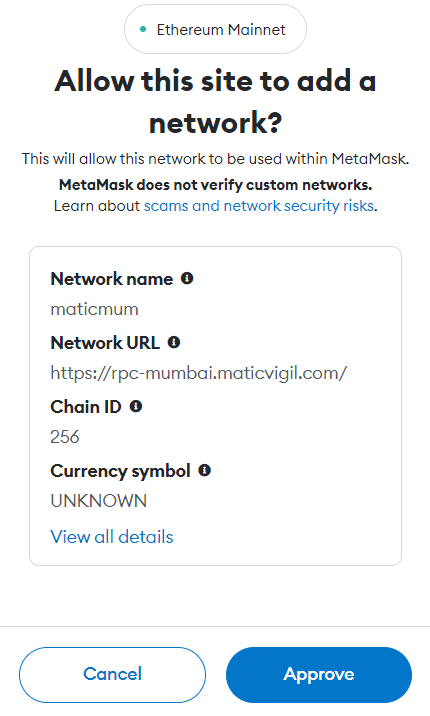 Ethereum Mainnet
Allow this site to add a
network?
This will allow this network to be used within MetaMask.
MetaMask does not verify custom networks.
Learn about scams and network security risks.
Network name
maticmum
Network URL
https://rpc-mumbai.maticvigil.com/
Chain ID
256
Currency symbol
UNKNOWN
View all details
Cancel
Approve